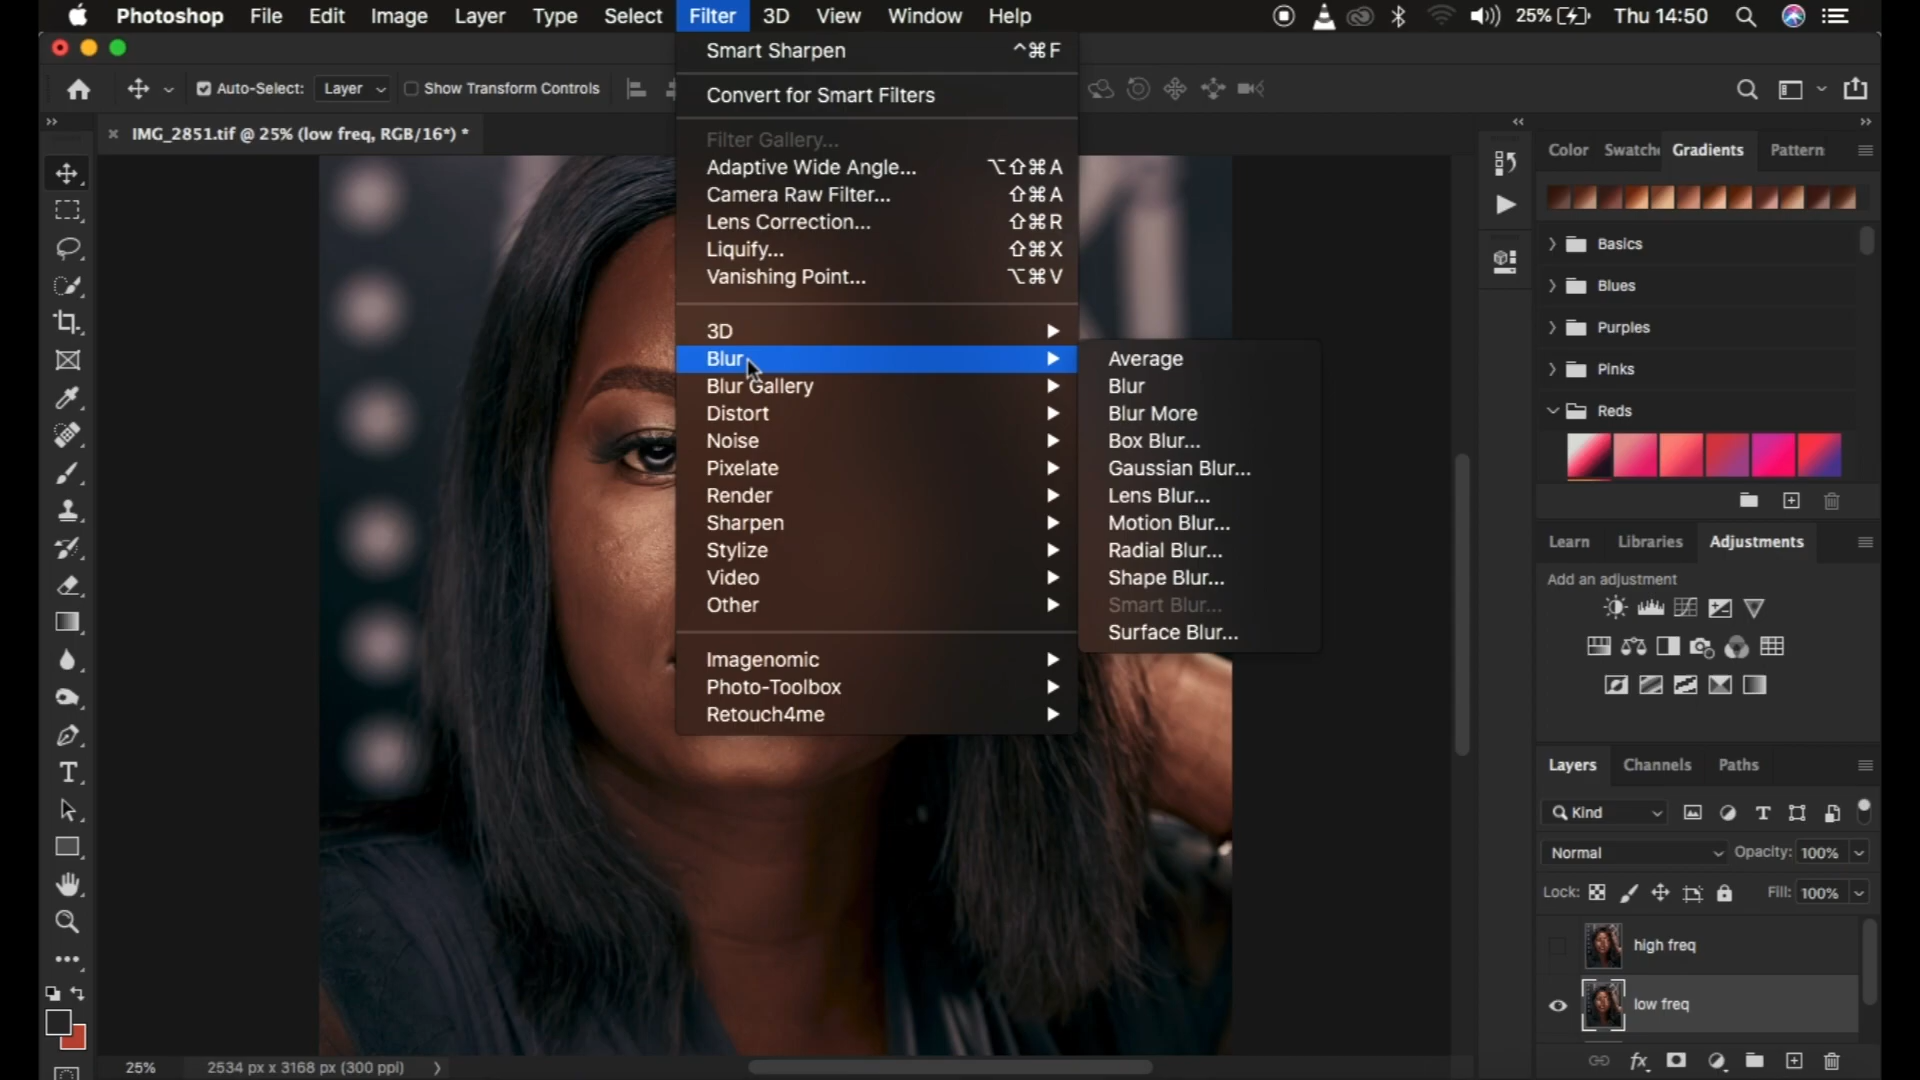 Photoshop File Edit Image Layer Type Select Filter 3D View Window Help 25% Thu 14:50
Auto-Select: Layer Show Transform Controls
IMG_2851.tif @ 25% (low freq, RGB/16*) *
Smart Sharpen ^⌘F
Convert for Smart Filters
Filter Gallery...
Adaptive Wide Angle... ⌥⇧⌘A
Camera Raw Filter... ⇧⌘A
Lens Correction... ⇧⌘R
Liquify... ⇧⌘X
Vanishing Point... ⌥⌘V
3D
Blur
Blur Gallery
Distort
Noise
Pixelate
Render
Sharpen
Stylize
Video
Other
Imagenomic
Photo-Toolbox
Retouch4me
Average
Blur
Blur More
Box Blur...
Gaussian Blur...
Lens Blur...
Motion Blur...
Radial Blur...
Shape Blur...
Smart Blur...
Surface Blur...
Color Swatche Gradients Pattern
Basics
Blues
Purples
Pinks
Reds
Learn Libraries Adjustments
Add an adjustment
Layers Channels Paths
Kind
Normal Opacity: 100%
Lock: Fill: 100%
high freq
low freq
25% 2534 px x 3168 px (300 ppi)